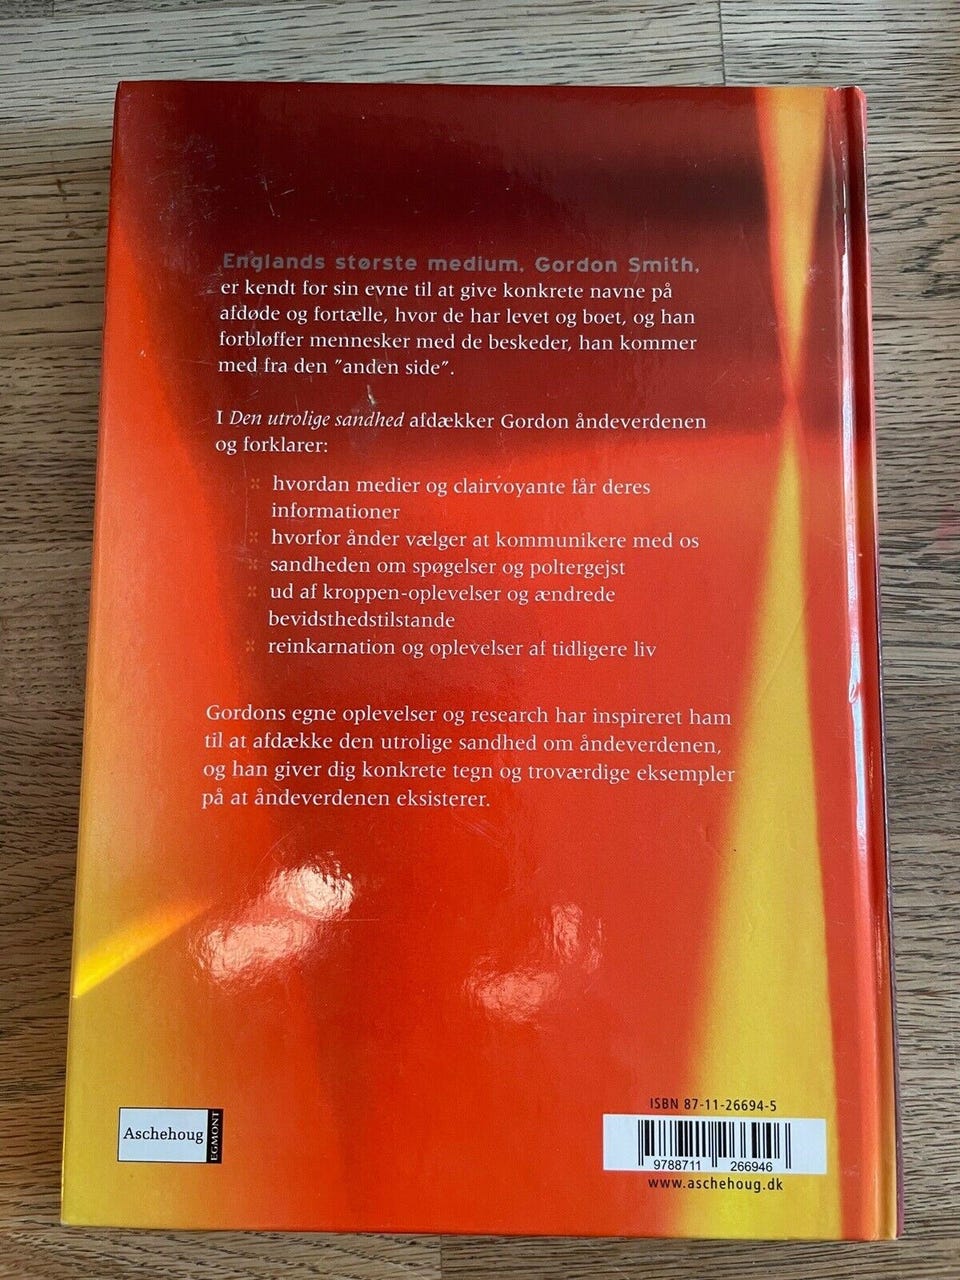 Englands største medium, Gordon Smith,
er kendt for sin evne til at give konkrete navne på
afdøde og fortælle, hvor de har levet og boet, og han
forbløffer mennesker med de beskeder, han kommer
med fra den "anden side".
I Den utrolige sandhed afdækker Gordon åndeverdenen
og forklarer:
hvordan medier og clairvoyante får deres
informationer
hvorfor ånder vælger at kommunikere med os
sandheden om spøgelser og poltergejst
ud af kroppen-oplevelser og ændrede
bevidsthedstilstande
reinkarnation og oplevelser af tidligere liv
Gordons egne oplevelser og research har inspireret ham
til at afdække den utrolige sandhed om åndeverdenen,
og han giver dig konkrete tegn og troværdige eksempler
på at åndeverdenen eksisterer.
Aschehoug
EGMONT
ISBN 87-11-26694-5
9788711 266946
www.aschehoug.dk